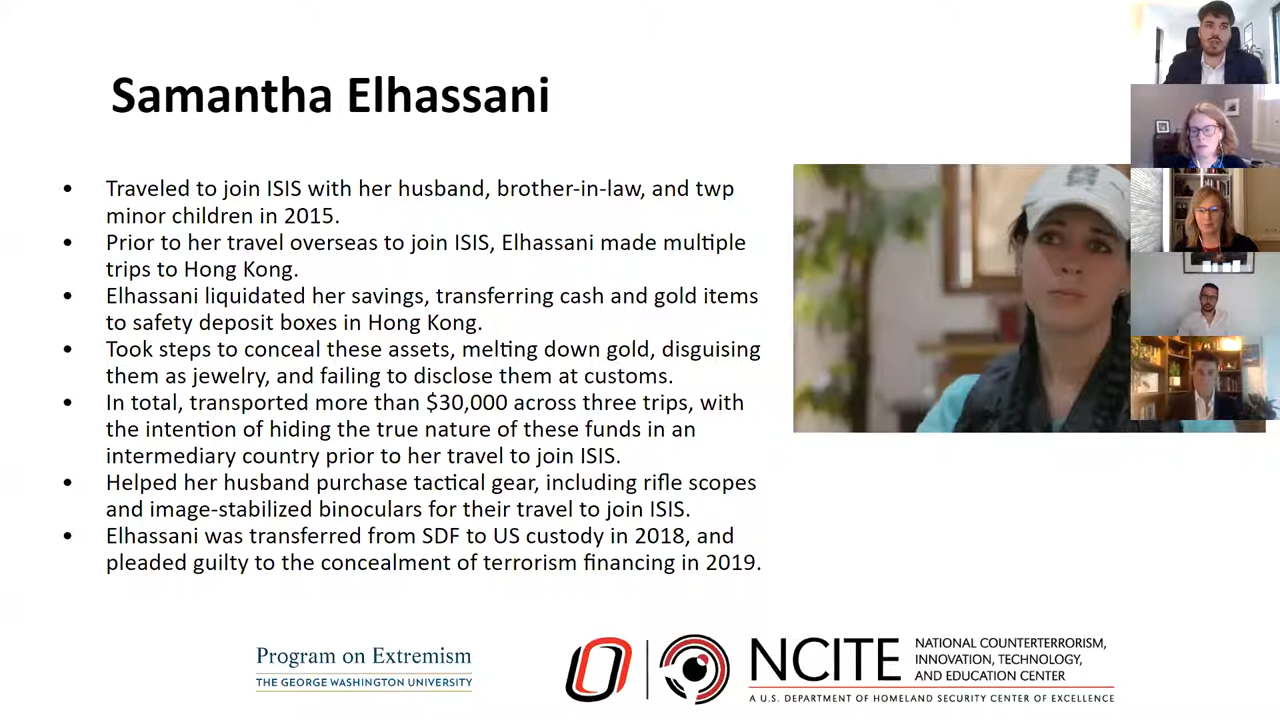 Samantha Elhassani
• Traveled to join ISIS with her husband, brother-in-law, and twp
minor children in 2015.
• Prior to her travel overseas to join ISIS, Elhassani made multiple
trips to Hong Kong.
• Elhassani liquidated her savings, transferring cash and gold items
to safety deposit boxes in Hong Kong.
• Took steps to conceal these assets, melting down gold, disguising
them as jewelry, and failing to disclose them at customs.
• In total, transported more than $30,000 across three trips, with
the intention of hiding the true nature of these funds in an
intermediary country prior to her travel to join ISIS.
• Helped her husband purchase tactical gear, including rifle scopes
and image-stabilized binoculars for their travel to join ISIS.
• Elhassani was transferred from SDF to US custody in 2018, and
pleaded guilty to the concealment of terrorism financing in 2019.
Program on Extremism
THE GEORGE WASHINGTON UNIVERSITY
O
NCITE
NATIONAL COUNTERTERRORISM,
INNOVATION, TECHNOLOGY,
AND EDUCATION CENTER
A U.S. DEPARTMENT OF HOMELAND SECURITY CENTER OF EXCELLENCE